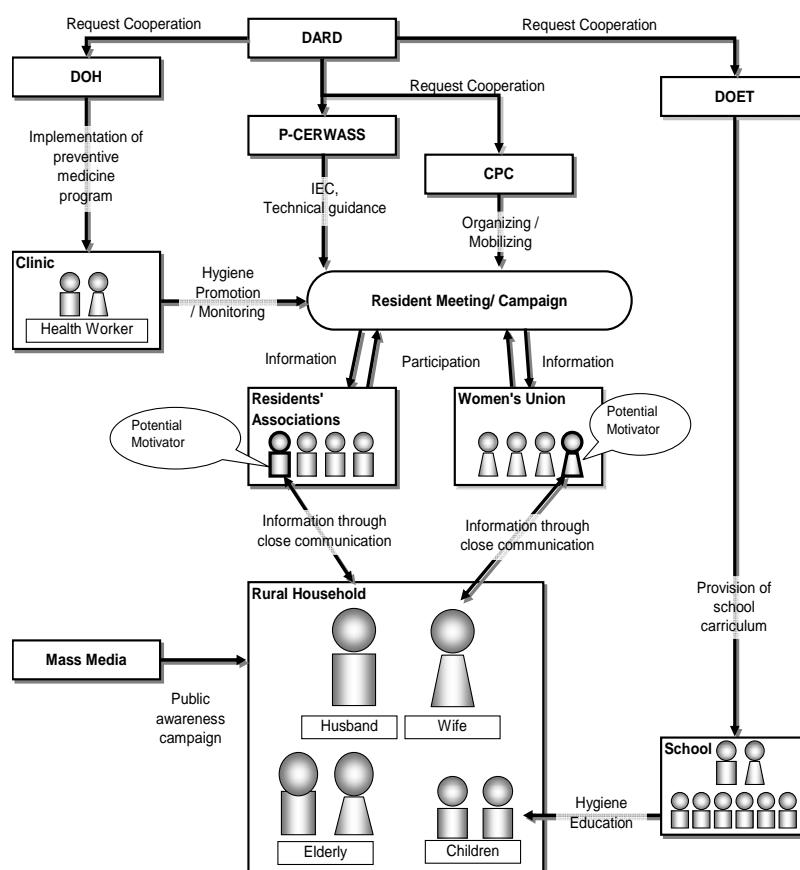 Request Cooperation
DARD
Request Cooperation
DOH
Request Cooperation
DOET
P-CERWASS
Implementation of
preventive
medicine
program
CPC
IEC,
Technical guidance
Organizing /
Mobilizing
Clinic
Health Worker
Hygiene
Promotion
/ Monitoring
Resident Meeting/ Campaign
Information
Participation
Information
Residents'
Associations
Women's Union
Potential
Motivator
Potential
Motivator
Information through
close communication
Information through
close communication
Provision of
school
carriculum
Rural Household
Mass Media
Public
awareness
campaign
Husband
Wife
School
Elderly
Children
Hygiene
Education